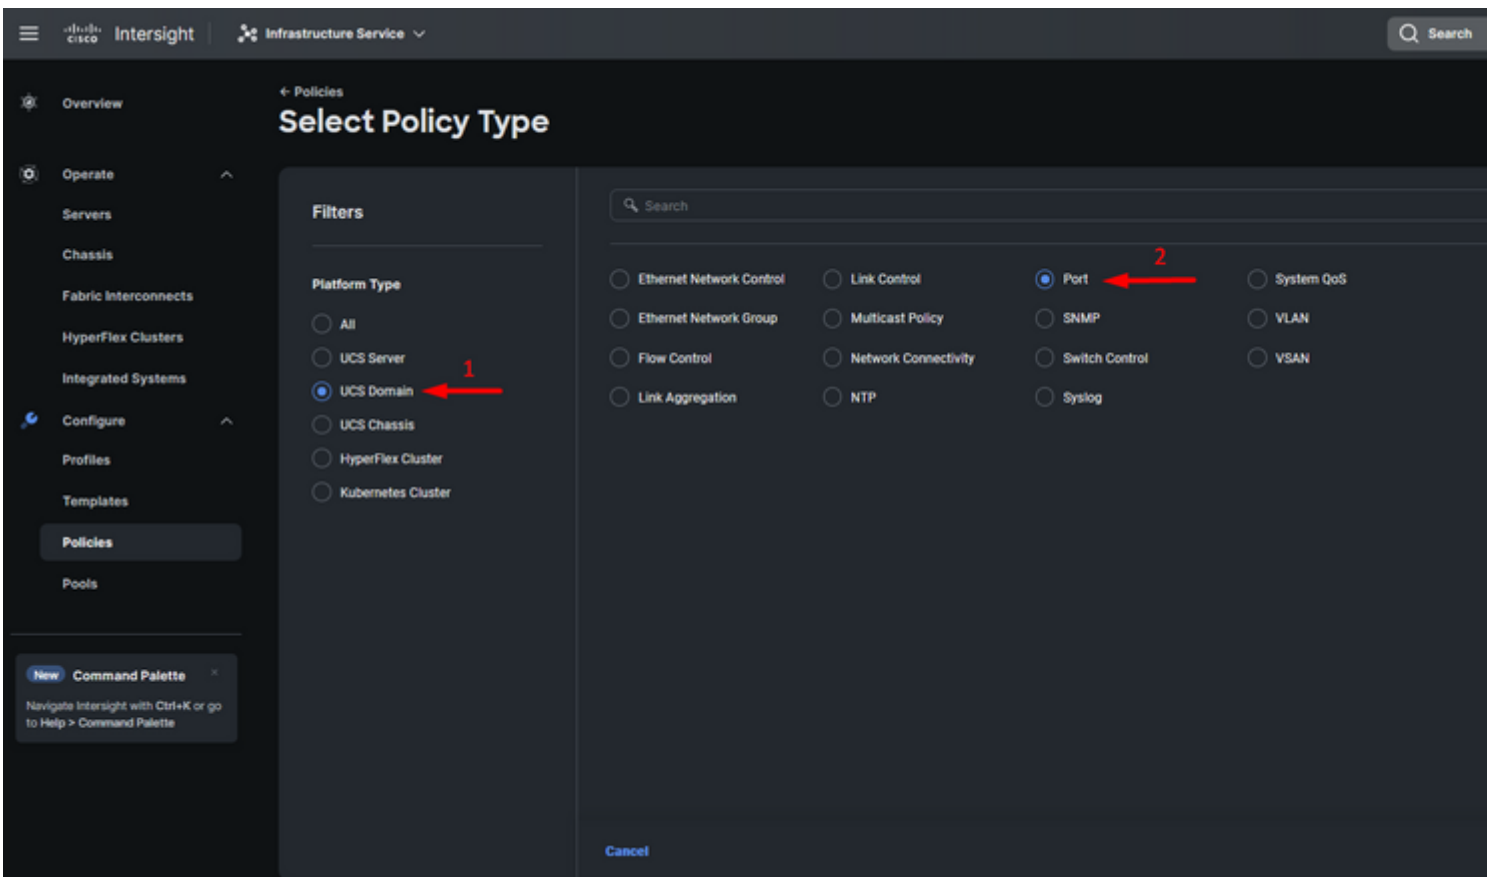 cisco Intersight Infrastructure Service Search
Overview
Operate
Servers
Chassis
Fabric Interconnects
HyperFlex Clusters
Integrated Systems
Configure
Profiles
Templates
Policies
Pools
New Command Palette ×
Navigate Intersight with Ctrl+K or go
to Help > Command Palette
← Policies
Select Policy Type
Filters
Platform Type
All
UCS Server
UCS Domain 1
UCS Chassis
HyperFlex Cluster
Kubernetes Cluster
Search
Ethernet Network Control Link Control Port 2 System QoS
Ethernet Network Group Multicast Policy SNMP VLAN
Flow Control Network Connectivity Switch Control VSAN
Link Aggregation NTP Syslog
Cancel